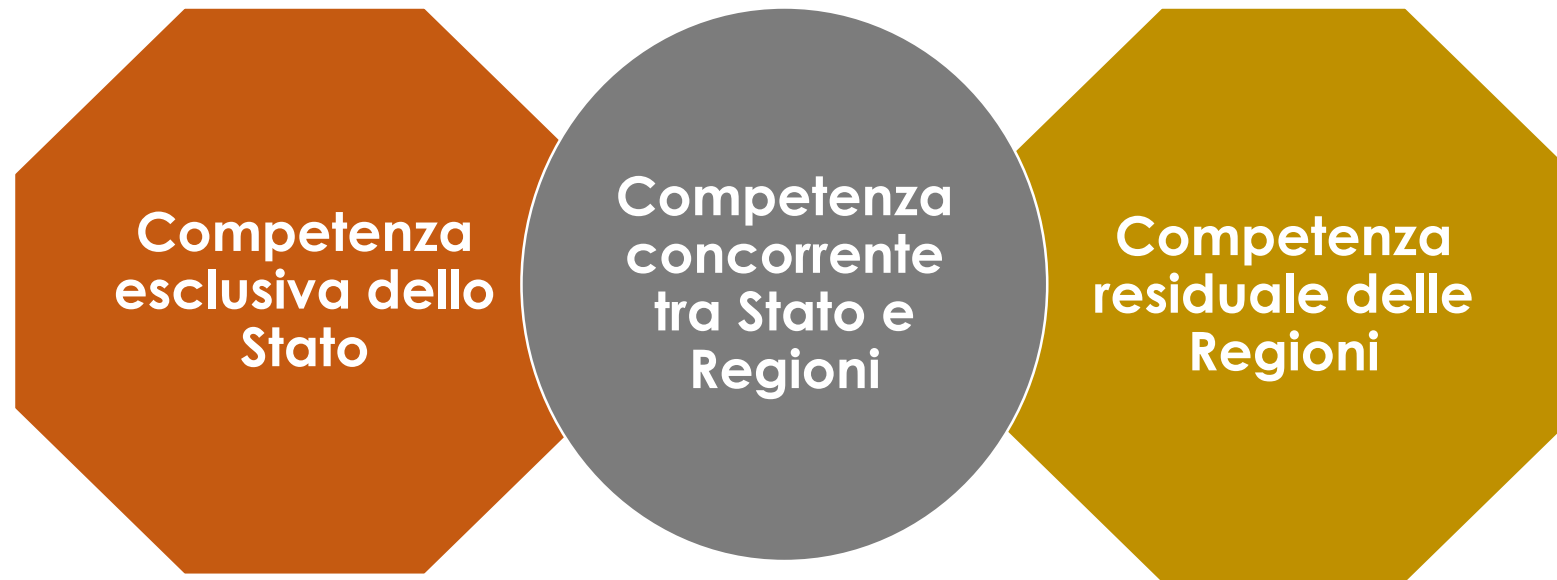 Competenza
esclusiva dello
Stato
Competenza
concorrente
tra Stato e
Regioni
Competenza
residuale delle
Regioni